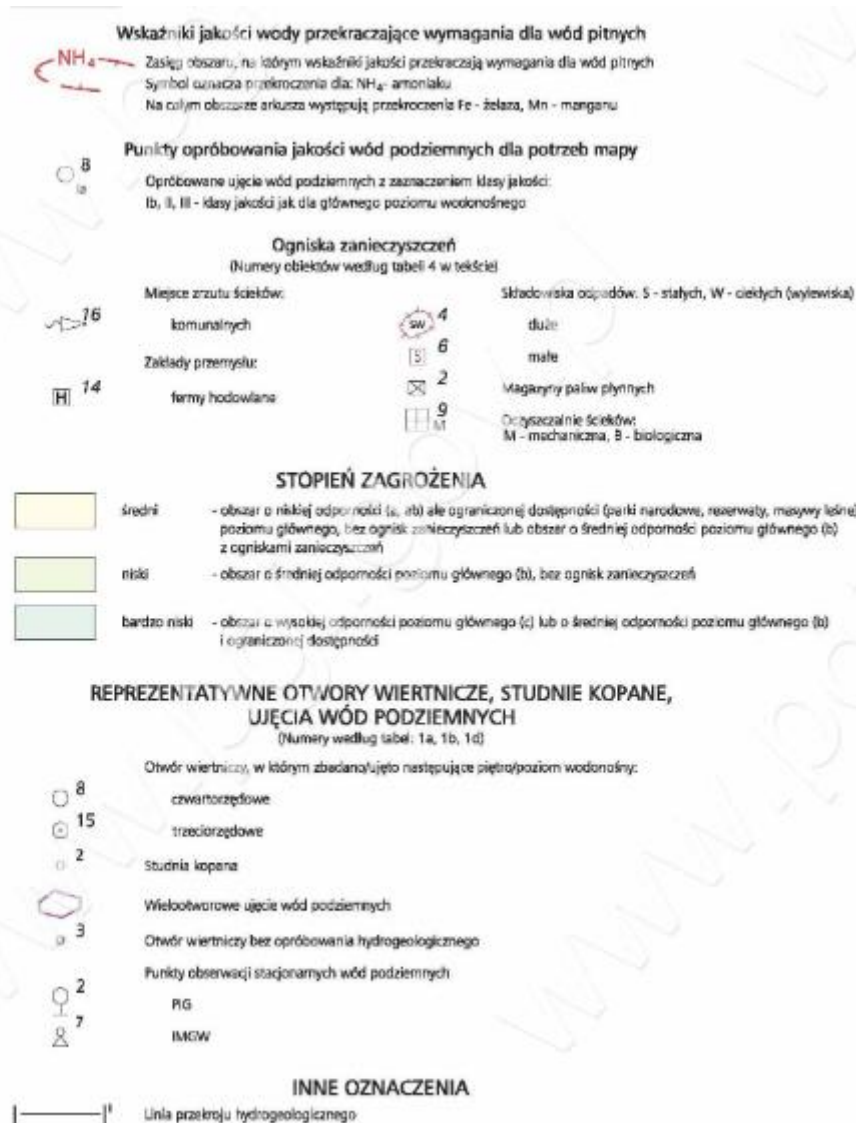 Wskaźniki jakości wody przekraczające wymagania dla wód pitnych
NH₄
Zasięg obszaru, na którym wskaźniki jakości przekraczają wymagania dla wód pitnych
Symbol oznacza przekroczenia dla: NH₄- amoniaku
Na całym obszarze arkusza występują przekroczenia Fe - żelaza, Mn - manganu
Punkty opróbowania jakości wód podziemnych dla potrzeb mapy
8
Opróbowane ujęcie wód podziemnych z zaznaczeniem klasy jakości:
Ib, II, III - klasy jakości jak dla głównego poziomu wodonośnego
Ogniska zanieczyszczeń
(Numery obiektów według tabeli 4 w tekście)
Miejsce zrzutu ścieków:
16
komunalnych
Zakłady przemysłu:
H 14
fermy hodowlane
Składowiska odpadów: S - stałych, W - ciekłych (wylewiska)
SW 4
duże
S 6
małe
2
Magazyny paliw płynnych
9
M
Oczyszczalnie ścieków:
M - mechaniczna, B - biologiczna
STOPIEŃ ZAGROŻENIA
średni - obszar o niskiej odporności (a, ab) ale ograniczonej dostępności (parki narodowe, rezerwaty, masywy leśne)
poziomu głównego, bez ognisk zanieczyszczeń lub obszar o średniej odporności poziomu głównego (b)
z ogniskami zanieczyszczeń
niski - obszar o średniej odporności poziomu głównego (b), bez ognisk zanieczyszczeń
bardzo niski - obszar o wysokiej odporności poziomu głównego (c) lub o średniej odporności poziomu głównego (b)
i ograniczonej dostępności
REPREZENTATYWNE OTWORY WIERTNICZE, STUDNIE KOPANE,
UJĘCIA WÓD PODZIEMNYCH
(Numery według tabel: 1a, 1b, 1d)
Otwór wiertniczy, w którym zbadano/ujęto następujące piętro/poziom wodonośny:
8
czwartorzędowe
15
trzeciorzędowe
2
Studnia kopana
Wielootworowe ujęcie wód podziemnych
3
Otwór wiertniczy bez opróbowania hydrogeologicznego
Punkty obserwacji stacjonarnych wód podziemnych
2
PIG
7
IMGW
INNE OZNACZENIA
Linia przekroju hydrogeologicznego